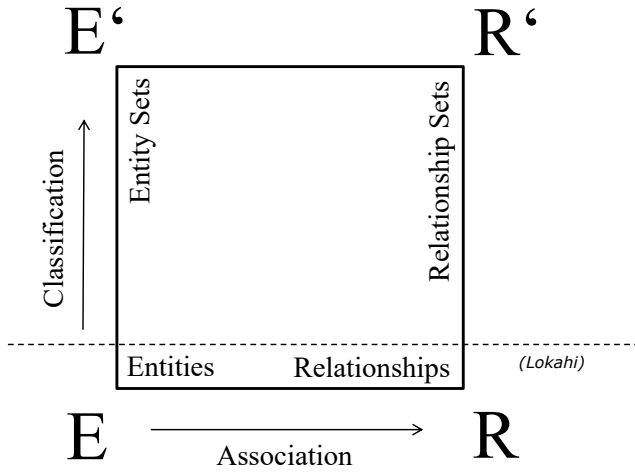 E‘
R‘
Entity Sets
Relationship Sets
Classification
Entities
Relationships
(Lokahi)
E
R
Association